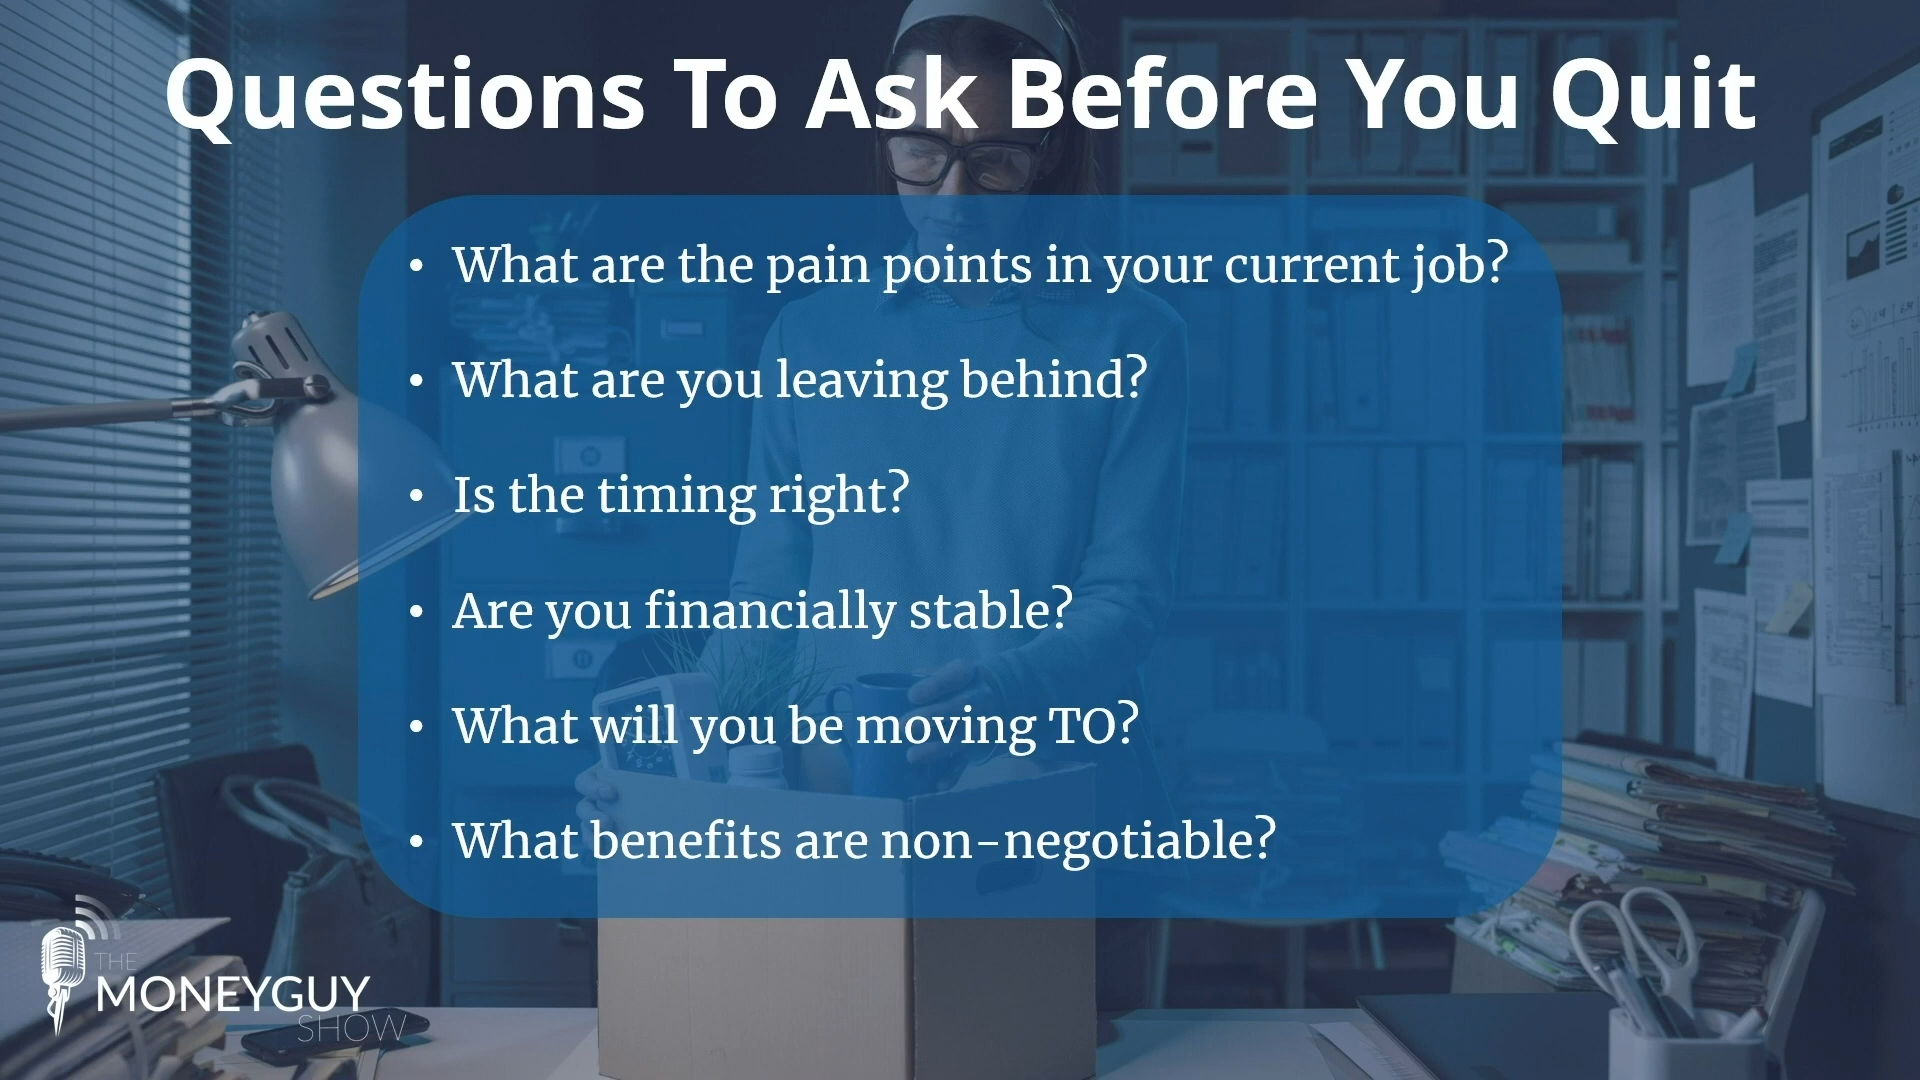 Questions To Ask Before You Quit
• What are the pain points in your current job?
• What are you leaving behind?
• Is the timing right?
• Are you financially stable?
• What will you be moving TO?
• What benefits are non-negotiable?
THE
MONEYGUY
SHOW